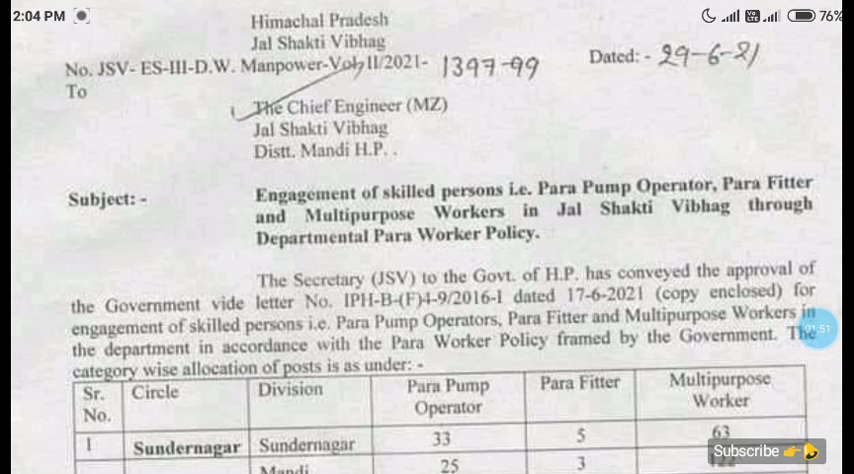 2:04 PM
76%
Himachal Pradesh
Jal Shakti Vibhag
No. JSV- ES-III-D.W. Manpower-Vol-II/2021- 1397-99 Dated: - 29-6-21
To
The Chief Engineer (MZ)
Jal Shakti Vibhag
Distt. Mandi H.P. .
Subject: - Engagement of skilled persons i.e. Para Pump Operator, Para Fitter
and Multipurpose Workers in Jal Shakti Vibhag through
Departmental Para Worker Policy.
The Secretary (JSV) to the Govt. of H.P. has conveyed the approval of
the Government vide letter No. IPH-B-(F)4-9/2016-I dated 17-6-2021 (copy enclosed) for
engagement of skilled persons i.e. Para Pump Operators, Para Fitter and Multipurpose Workers in
the department in accordance with the Para Worker Policy framed by the Government. The
01:51
category wise allocation of posts is as under: -
Sr. No. Circle Division Para Pump Operator Para Fitter Multipurpose Worker
1 Sundernagar Sundernagar 33 5 63
Mandi 25 3
Subscribe